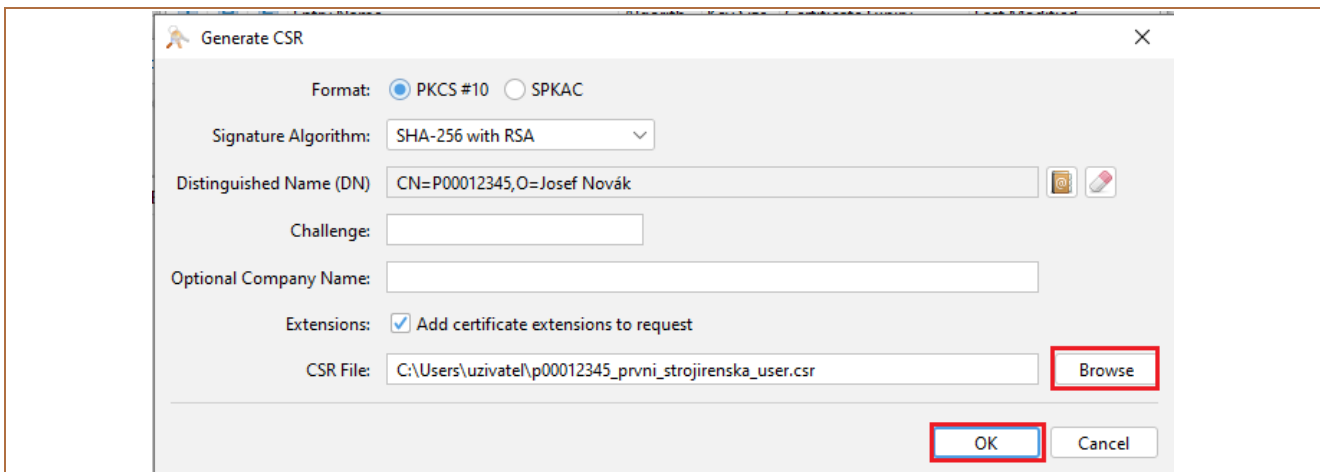 Generate CSR
Format: PKCS #10 SPKAC
Signature Algorithm: SHA-256 with RSA
Distinguished Name (DN) CN=P00012345,O=Josef Novák
Challenge:
Optional Company Name:
Extensions: Add certificate extensions to request
CSR File: C:\Users\uzivatel\p00012345_prvni_strojirenska_user.csr Browse
OK Cancel